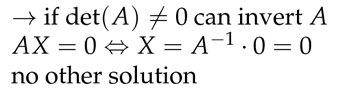 → if det(A) ≠ 0 can invert A
AX = 0 ⇔ X = A⁻¹ · 0 = 0
no other solution